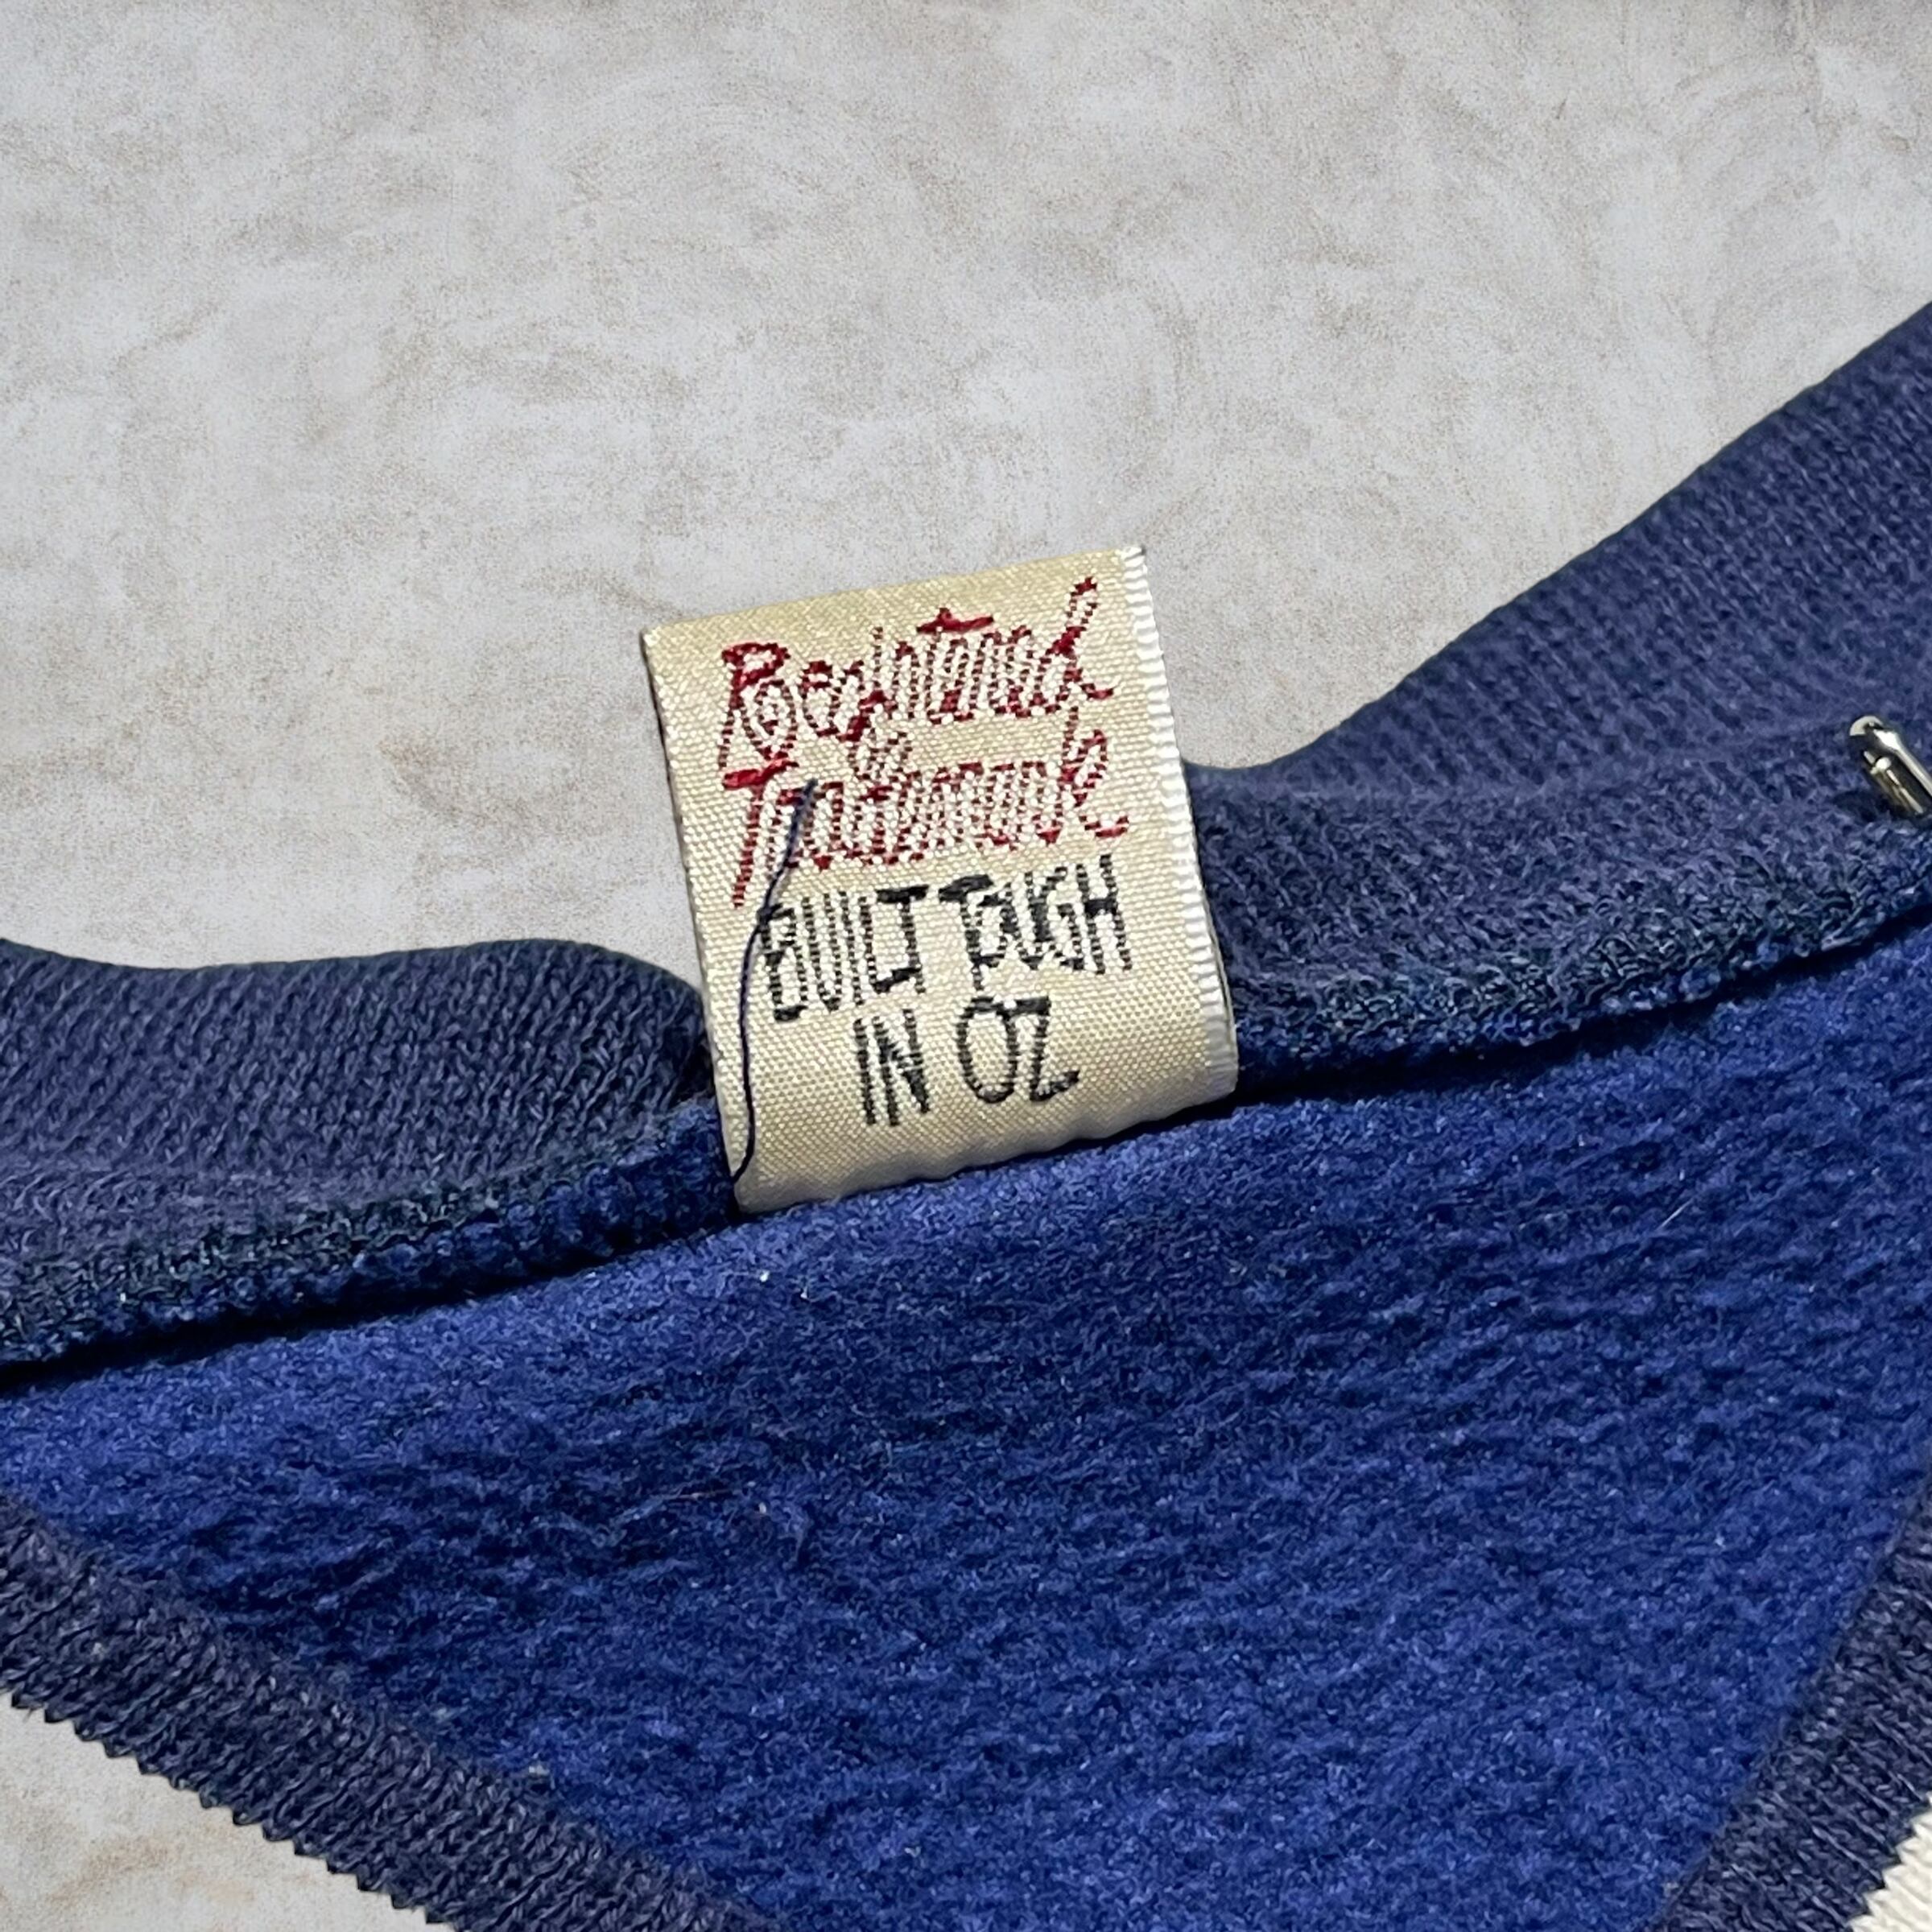 Registered
Trademark
BUILT TOUGH
IN OZ